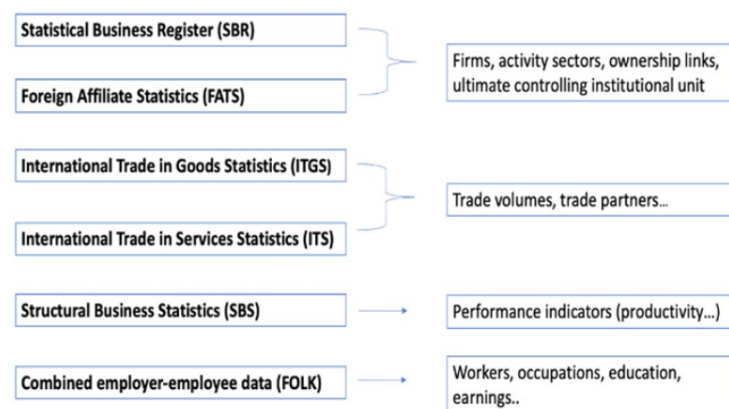 Statistical Business Register (SBR)
Foreign Affiliate Statistics (FATS)
Firms, activity sectors, ownership links,
ultimate controlling institutional unit
International Trade in Goods Statistics (ITGS)
International Trade in Services Statistics (ITS)
Trade volumes, trade partners...
Structural Business Statistics (SBS)
Performance indicators (productivity...)
Combined employer-employee data (FOLK)
Workers, occupations, education,
earnings..